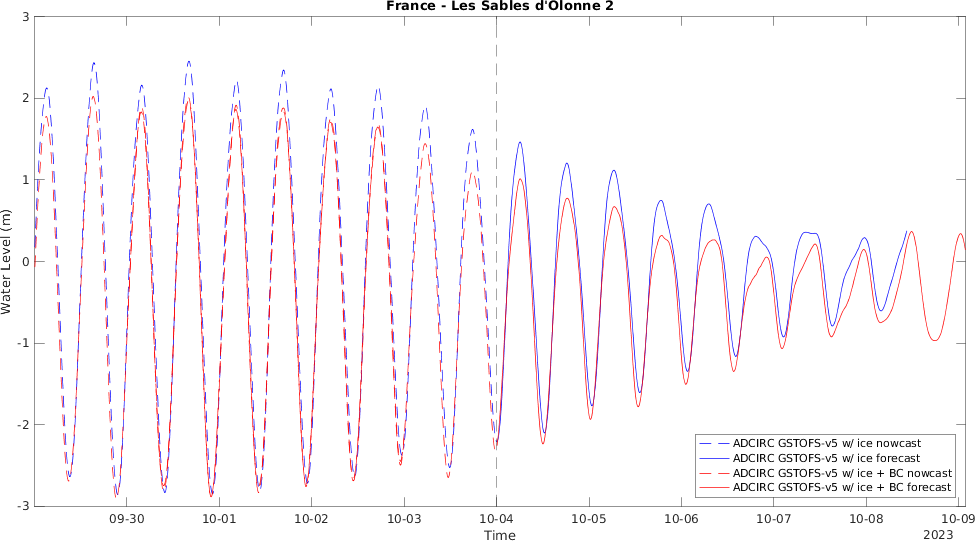 France - Les Sables d'Olonne 2
3
2
1
0
-1
-2
-3
Water Level (m)
09-30
10-01
10-02
10-03
10-04
10-05
10-06
10-07
10-08
10-09
Time
2023
ADCIRC GSTOFS-v5 w/ ice nowcast
ADCIRC GSTOFS-v5 w/ ice forecast
ADCIRC GSTOFS-v5 w/ ice + BC nowcast
ADCIRC GSTOFS-v5 w/ ice + BC forecast